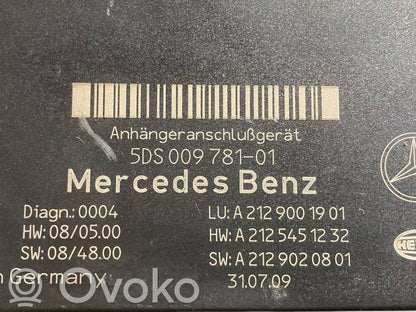 Anhängeranschlußgerät
5DS 009 781-01
Mercedes Benz
Diagn.: 0004 LU: A 212 900 19 01
HW: 08/05.00 HW: A 212 545 12 32
SW: 08/48.00 SW: A 212 902 08 01
Germany 31.07.09
OVOKO